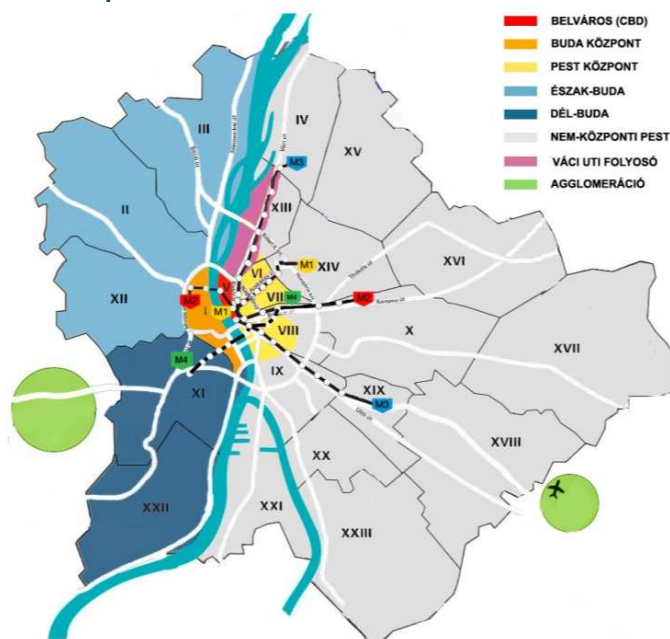 BELVÁROS (CBD)
BUDA KÖZPONT
PEST KÖZPONT
ÉSZAK-BUDA
DÉL-BUDA
NEM-KÖZPONTI PEST
VÁCI UTI FOLYOSÓ
AGGLOMERÁCIÓ
III
IV
XV
M3
XIII
II
M1
XIV
XVI
VI
XII
M2
V
VII
M4
M2
I
M1
VIII
X
XVII
M4
IX
XI
XIX
M3
XVIII
XX
XXII
XXI
XXIII